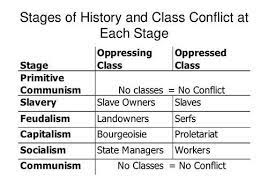 Stages of History and Class Conflict at
Each Stage
Oppressing Oppressed
Stage Class Class
Primitive
Communism No classes = No Conflict
Slavery Slave Owners Slaves
Feudalism Landowners Serfs
Capitalism Bourgeoisie Proletariat
Socialism State Managers Workers
Communism No Classes = No Conflict